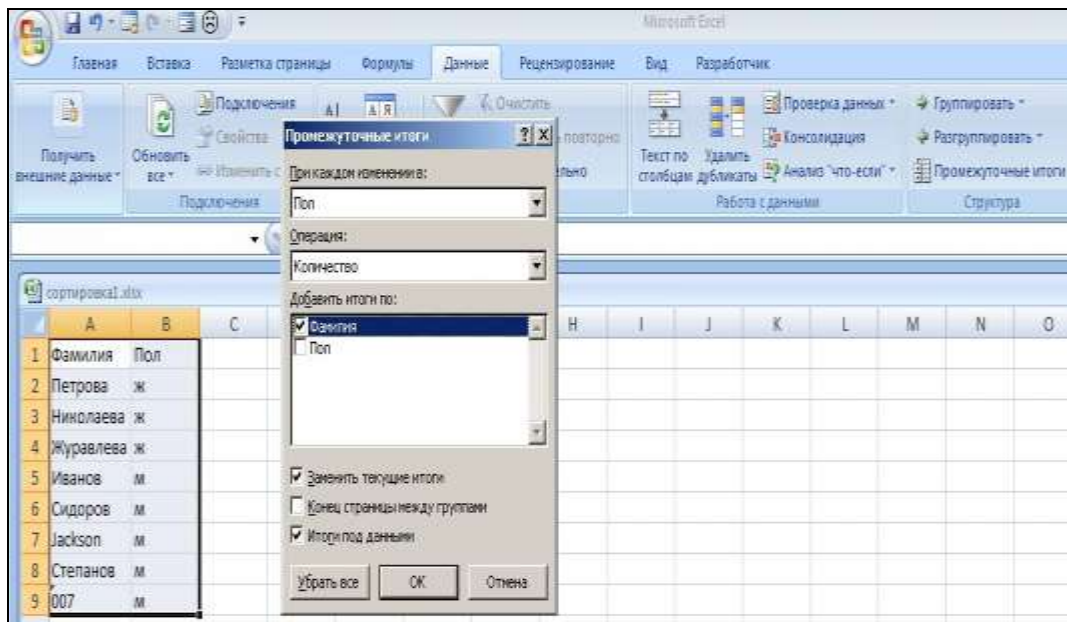 Microsoft Excel
Главная Вставка Разметка страницы Формулы Данные Рецензирование Вид Разработчик
Получить внешние данные
Обновить все
Подключения
Свойства
Подключения
Очистить
Текст по столбцам
Удалить дубликаты
Проверка данных
Консолидация
Анализ "что-если"
Работа с данными
Группировать
Разгруппировать
Промежуточные итоги
Структура
Промежуточные итоги
При каждом изменении в:
Пол
Операция:
Количество
Добавить итоги по:
Фамилия
Пол
Заменить текущие итоги
Конец страницы между группами
Итоги под данными
Убрать все OK Отмена
сортировка1.xlsx
A B C H I J K L M N O
1 Фамилия Пол
2 Петрова ж
3 Николаева ж
4 Журавлева ж
5 Иванов м
6 Сидоров м
7 Jackson м
8 Степанов м
9 007 м